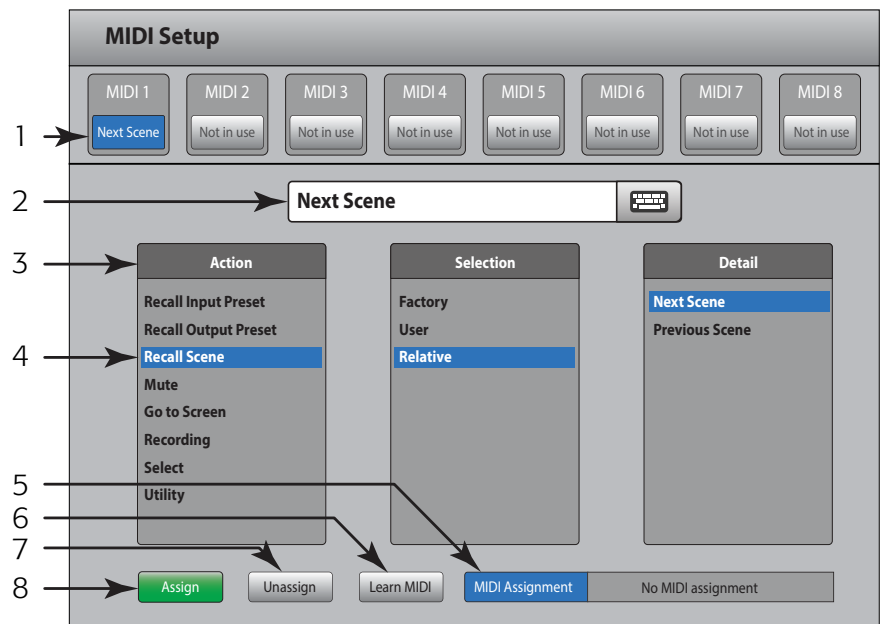 MIDI Setup
MIDI 1 MIDI 2 MIDI 3 MIDI 4 MIDI 5 MIDI 6 MIDI 7 MIDI 8
1 Next Scene Not in use Not in use Not in use Not in use Not in use Not in use Not in use
2 Next Scene
3 Action Selection Detail
Recall Input Preset Factory Next Scene
Recall Output Preset User Previous Scene
4 Recall Scene Relative
Mute
Go to Screen
Recording
Select
5 Utility
6
7
8 Assign Unassign Learn MIDI MIDI Assignment No MIDI assignment